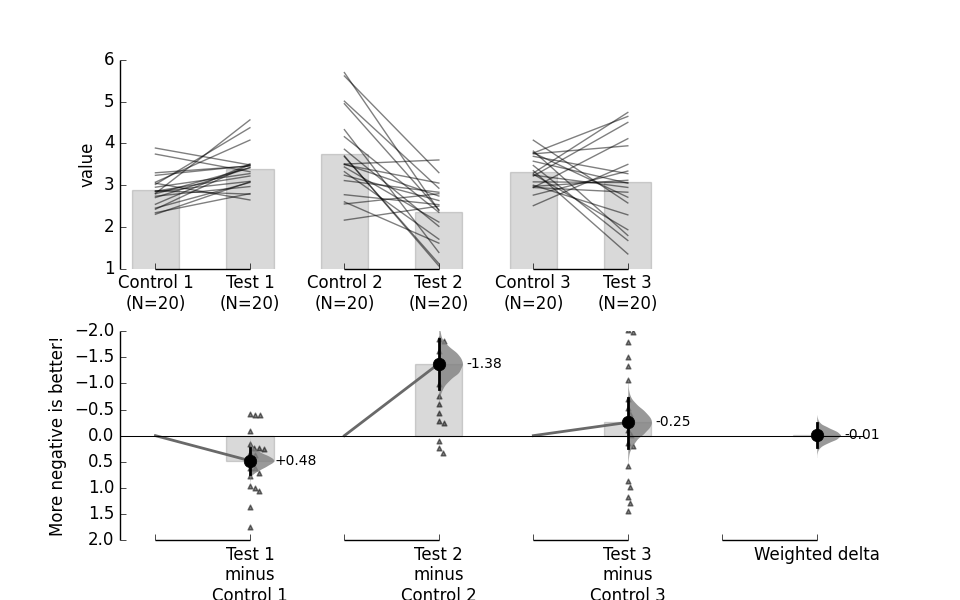 6
5
4
3
2
1
value
Control 1
(N=20)
Test 1
(N=20)
Control 2
(N=20)
Test 2
(N=20)
Control 3
(N=20)
Test 3
(N=20)
More negative is better!
−2.0
−1.5
−1.0
−0.5
0.0
0.5
1.0
1.5
2.0
+0.48
-1.38
-0.25
-0.01
Test 1
minus
Control 1
Test 2
minus
Control 2
Test 3
minus
Control 3
Weighted delta